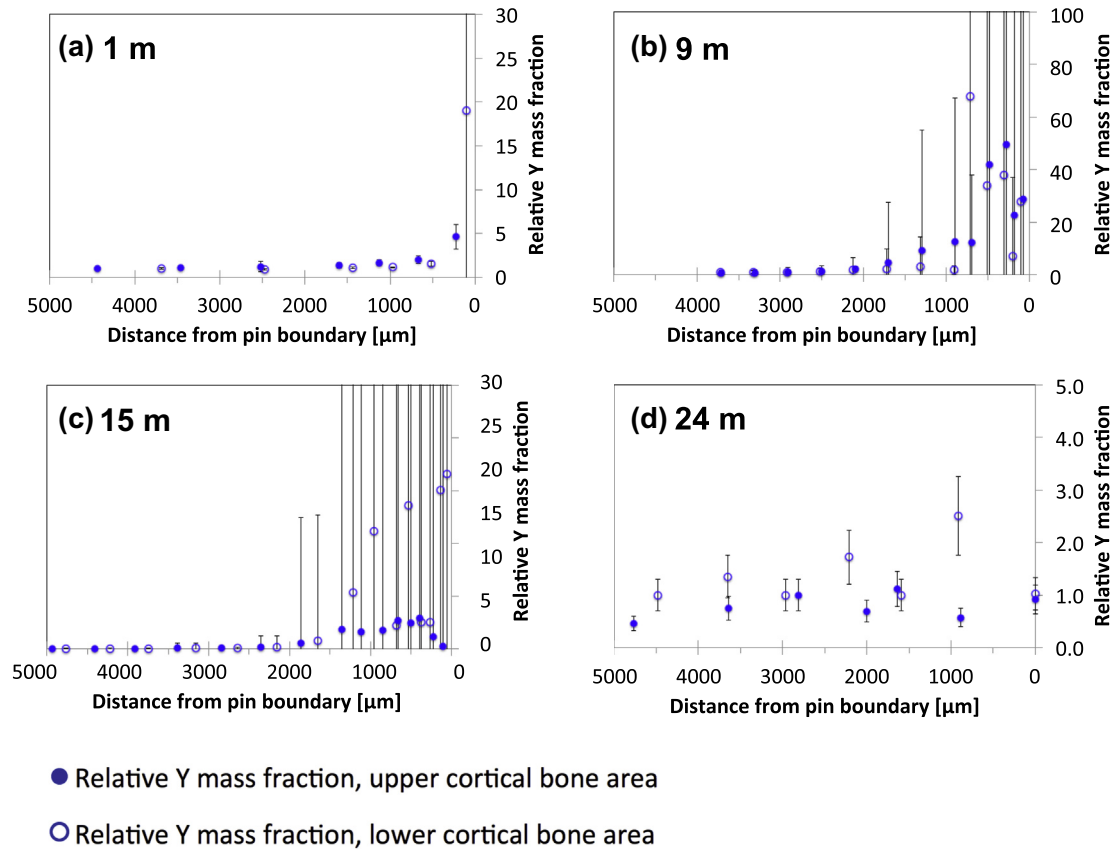 (a) 1 m
30
25
20
15
10
5
0
Relative Y mass fraction
5000 4000 3000 2000 1000 0
Distance from pin boundary [µm]
(b) 9 m
100
80
60
40
20
0
Relative Y mass fraction
5000 4000 3000 2000 1000 0
Distance from pin boundary [µm]
(c) 15 m
30
25
20
15
10
5
0
Relative Y mass fraction
5000 4000 3000 2000 1000 0
Distance from pin boundary [µm]
(d) 24 m
5.0
4.0
3.0
2.0
1.0
0.0
Relative Y mass fraction
5000 4000 3000 2000 1000 0
Distance from pin boundary [µm]
Relative Y mass fraction, upper cortical bone area
Relative Y mass fraction, lower cortical bone area